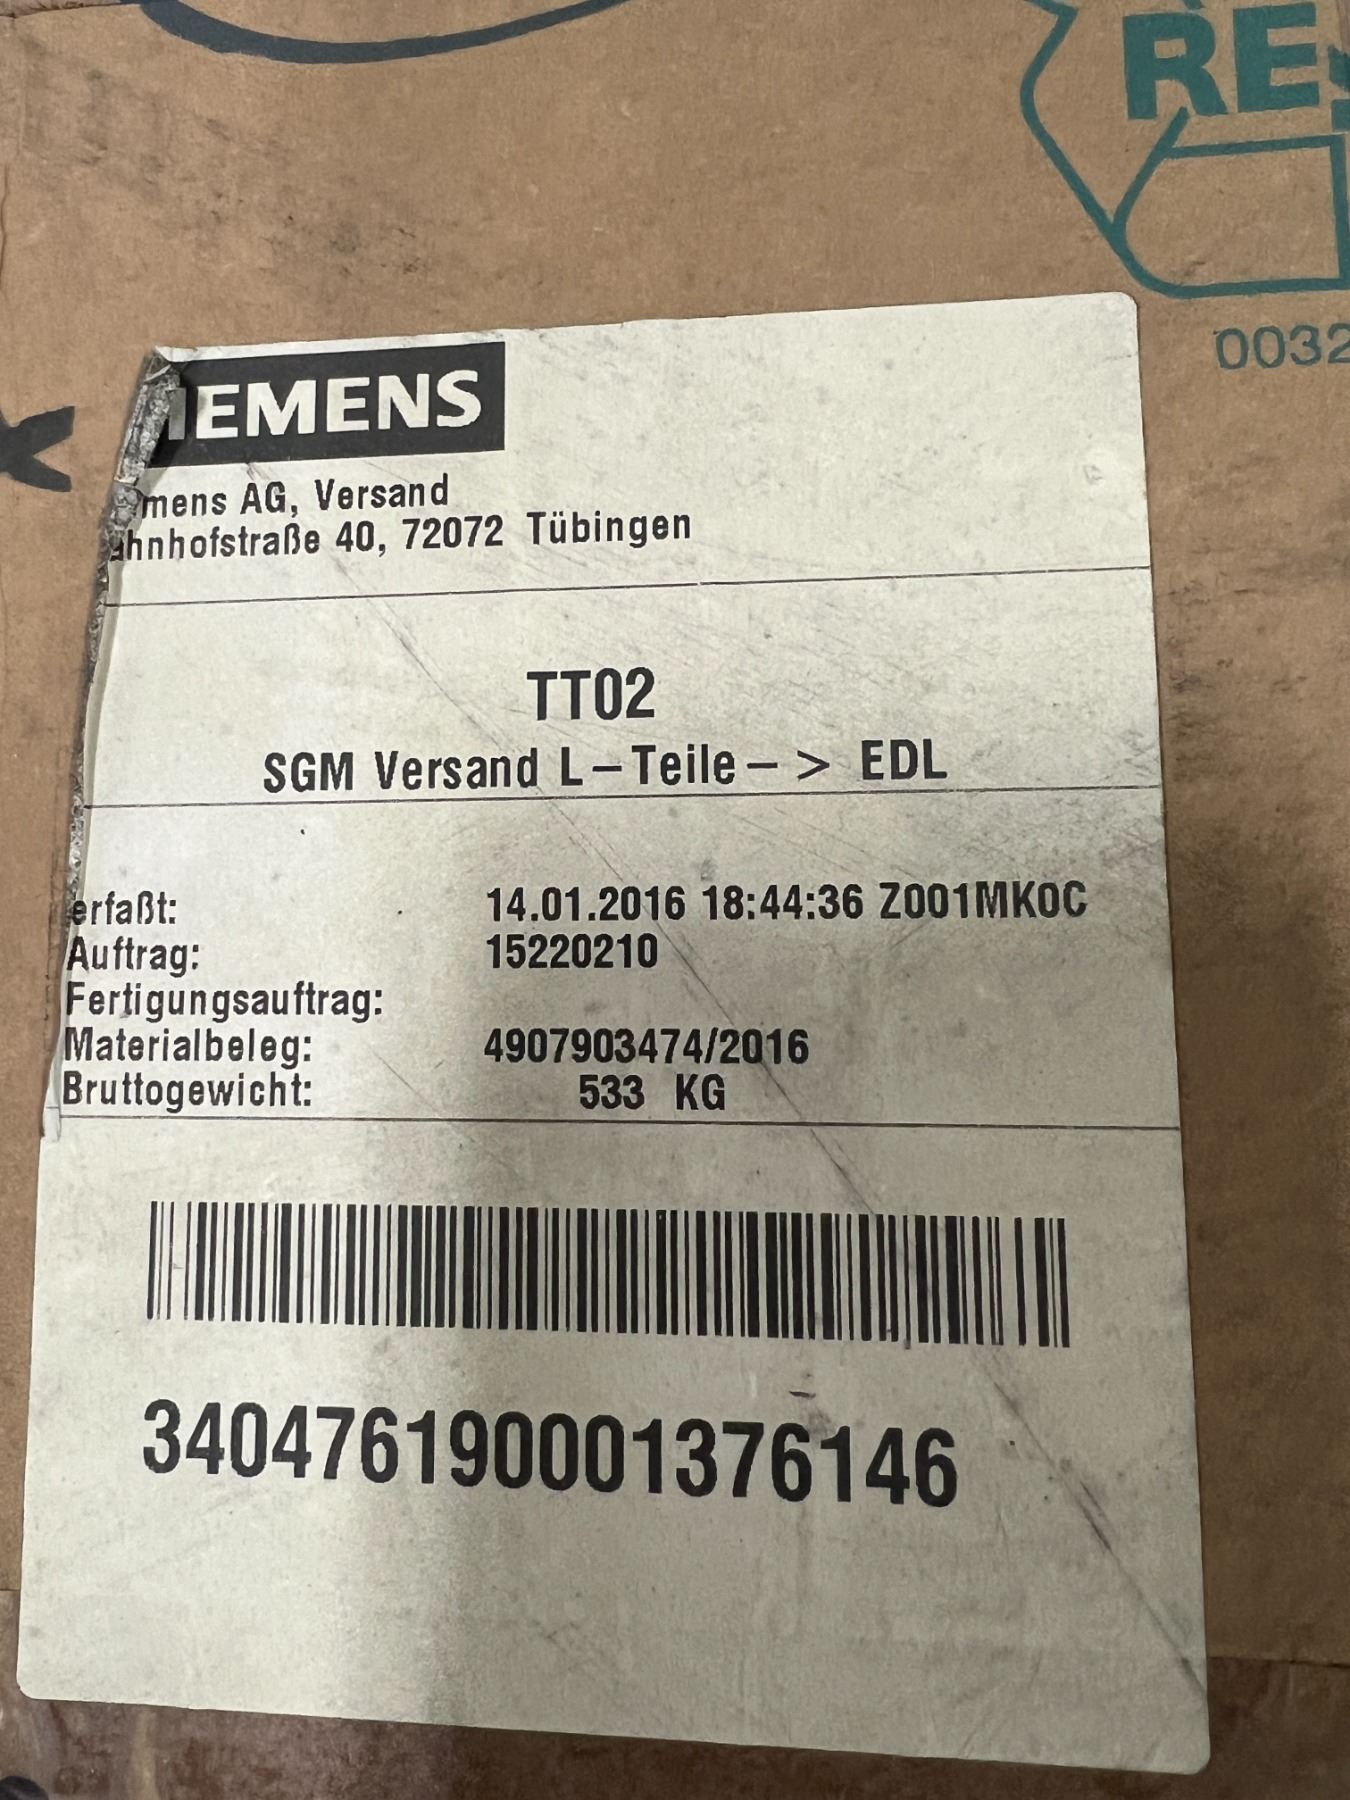 RE
0032
IEMENS
mens AG, Versand
ahnhofstraße 40, 72072 Tübingen
TT02
SGM Versand L-Teile-> EDL
erfaßt: 14.01.2016 18:44:36 Z001MK0C
Auftrag: 15220210
Fertigungsauftrag:
Materialbeleg: 4907903474/2016
Bruttogewicht: 533 KG
340476190001376146